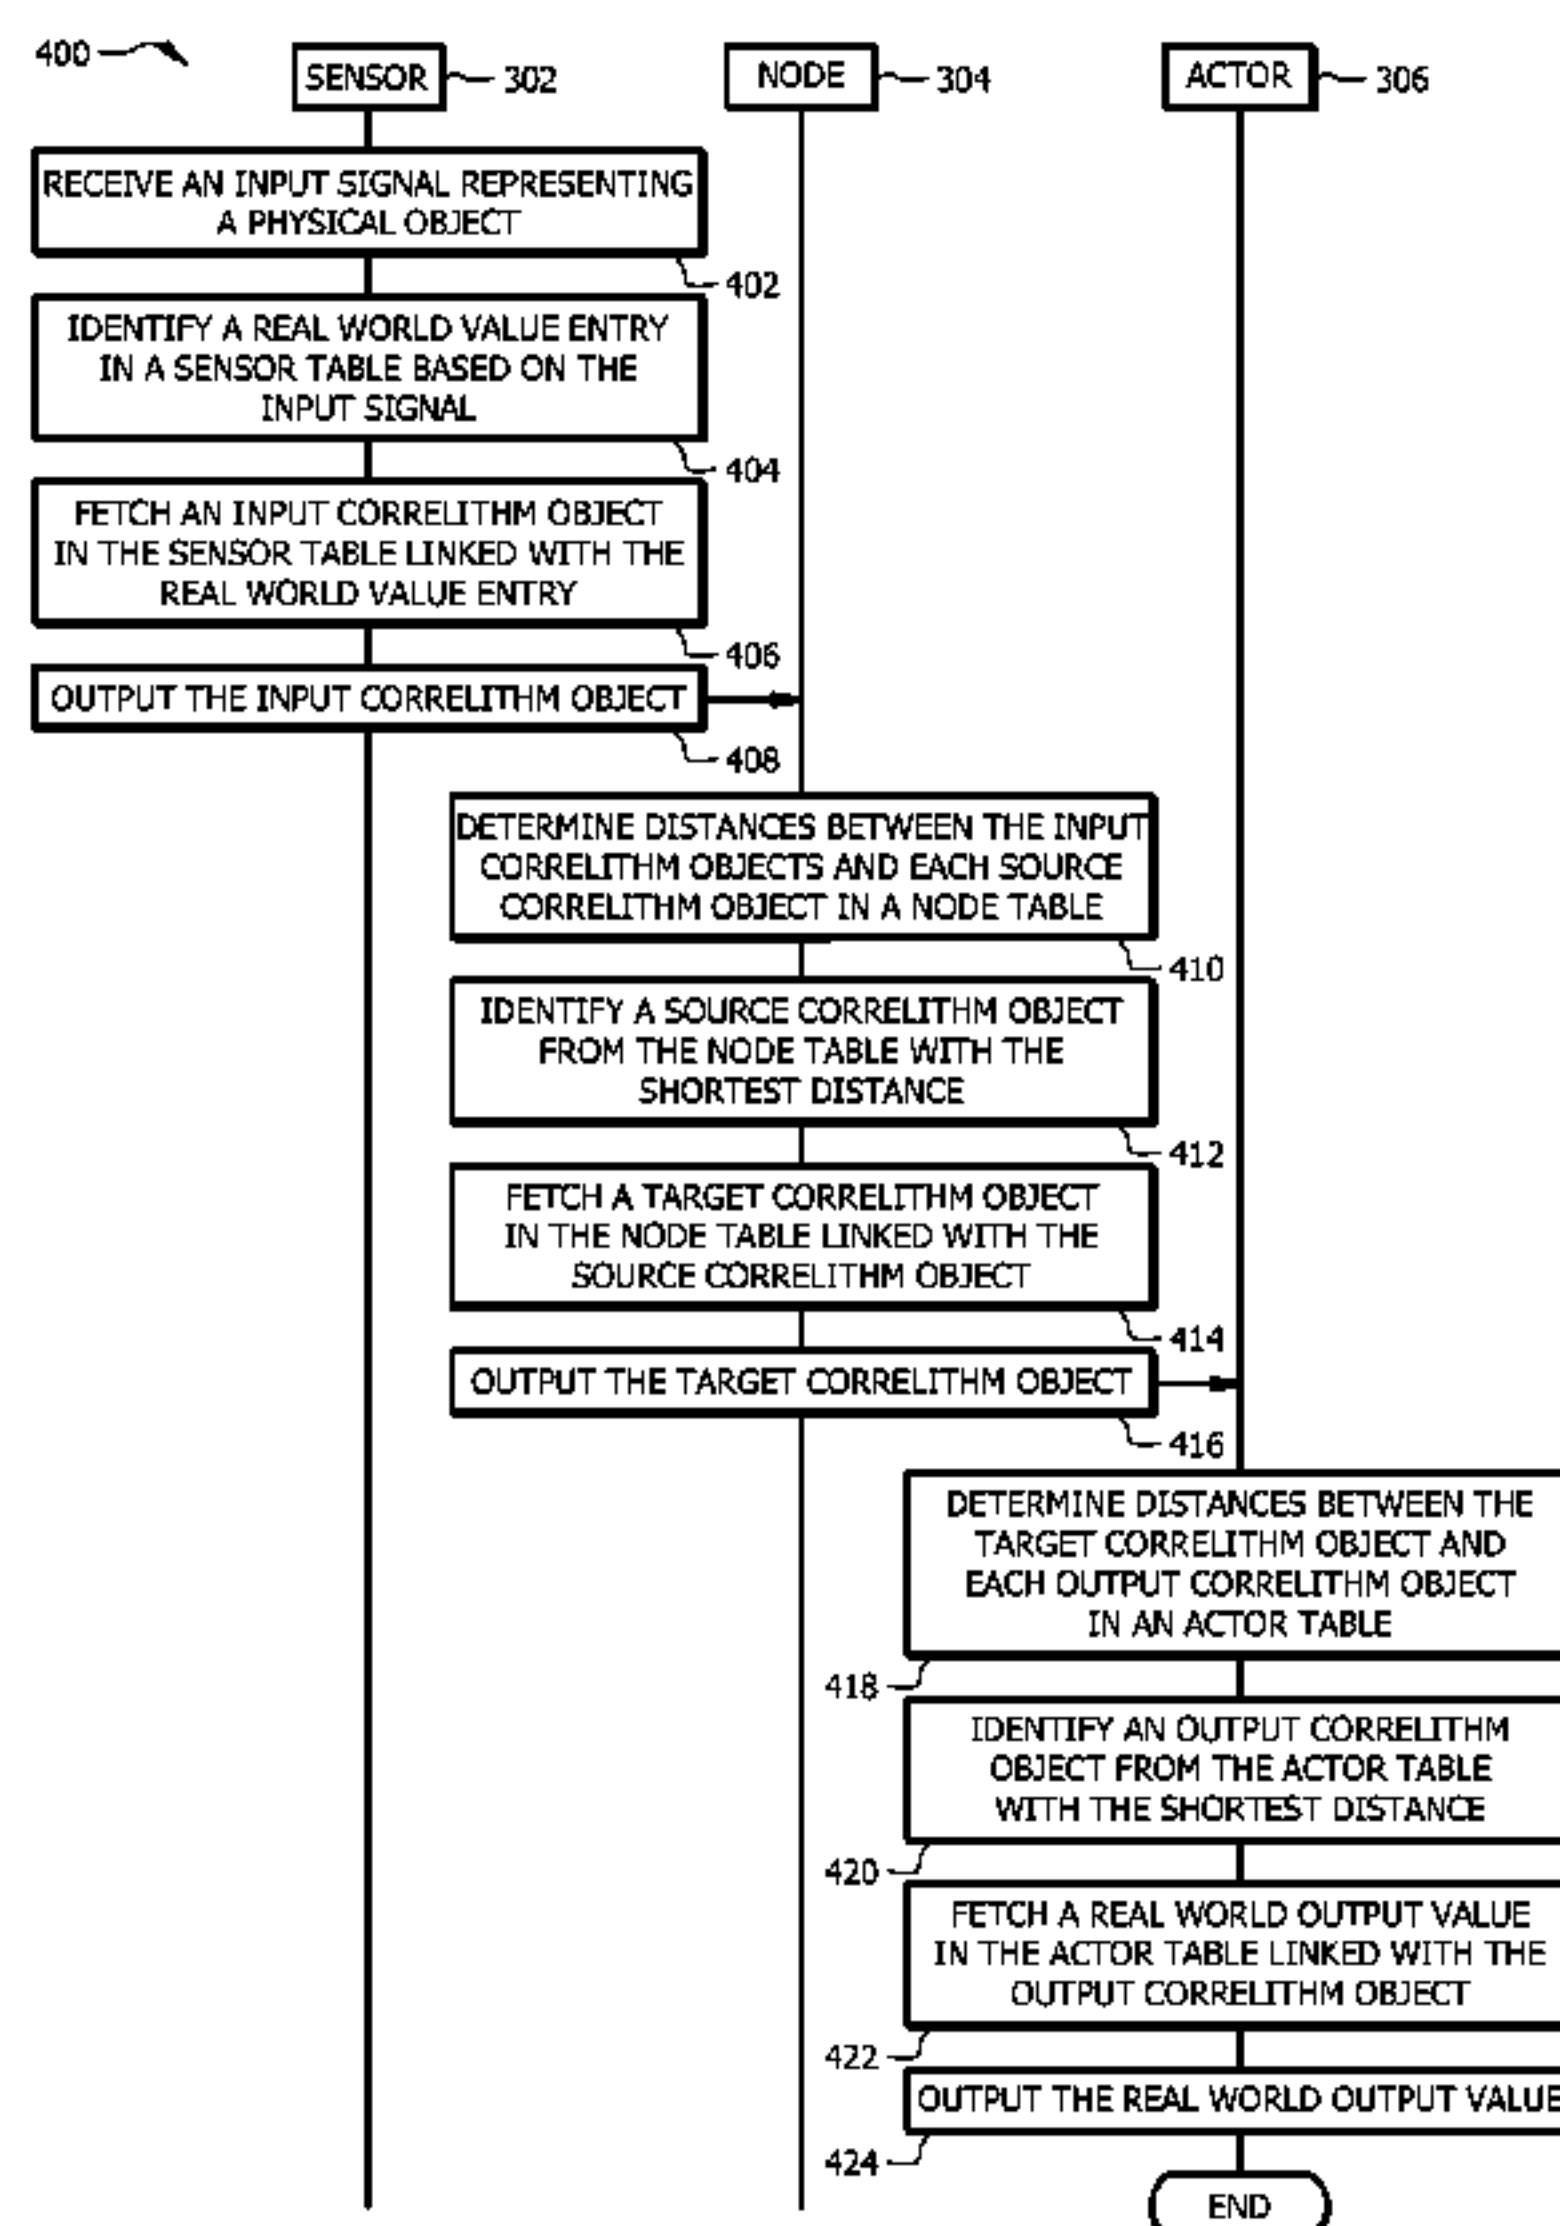 400
SENSOR
302
NODE
304
ACTOR
306
RECEIVE AN INPUT SIGNAL REPRESENTING
A PHYSICAL OBJECT
402
IDENTIFY A REAL WORLD VALUE ENTRY
IN A SENSOR TABLE BASED ON THE
INPUT SIGNAL
404
FETCH AN INPUT CORRELITHM OBJECT
IN THE SENSOR TABLE LINKED WITH THE
REAL WORLD VALUE ENTRY
406
OUTPUT THE INPUT CORRELITHM OBJECT
408
DETERMINE DISTANCES BETWEEN THE INPUT
CORRELITHM OBJECTS AND EACH SOURCE
CORRELITHM OBJECT IN A NODE TABLE
410
IDENTIFY A SOURCE CORRELITHM OBJECT
FROM THE NODE TABLE WITH THE
SHORTEST DISTANCE
412
FETCH A TARGET CORRELITHM OBJECT
IN THE NODE TABLE LINKED WITH THE
SOURCE CORRELITHM OBJECT
414
OUTPUT THE TARGET CORRELITHM OBJECT
416
DETERMINE DISTANCES BETWEEN THE
TARGET CORRELITHM OBJECT AND
EACH OUTPUT CORRELITHM OBJECT
IN AN ACTOR TABLE
418
IDENTIFY AN OUTPUT CORRELITHM
OBJECT FROM THE ACTOR TABLE
WITH THE SHORTEST DISTANCE
420
FETCH A REAL WORLD OUTPUT VALUE
IN THE ACTOR TABLE LINKED WITH THE
OUTPUT CORRELITHM OBJECT
422
OUTPUT THE REAL WORLD OUTPUT VALUE
424
END